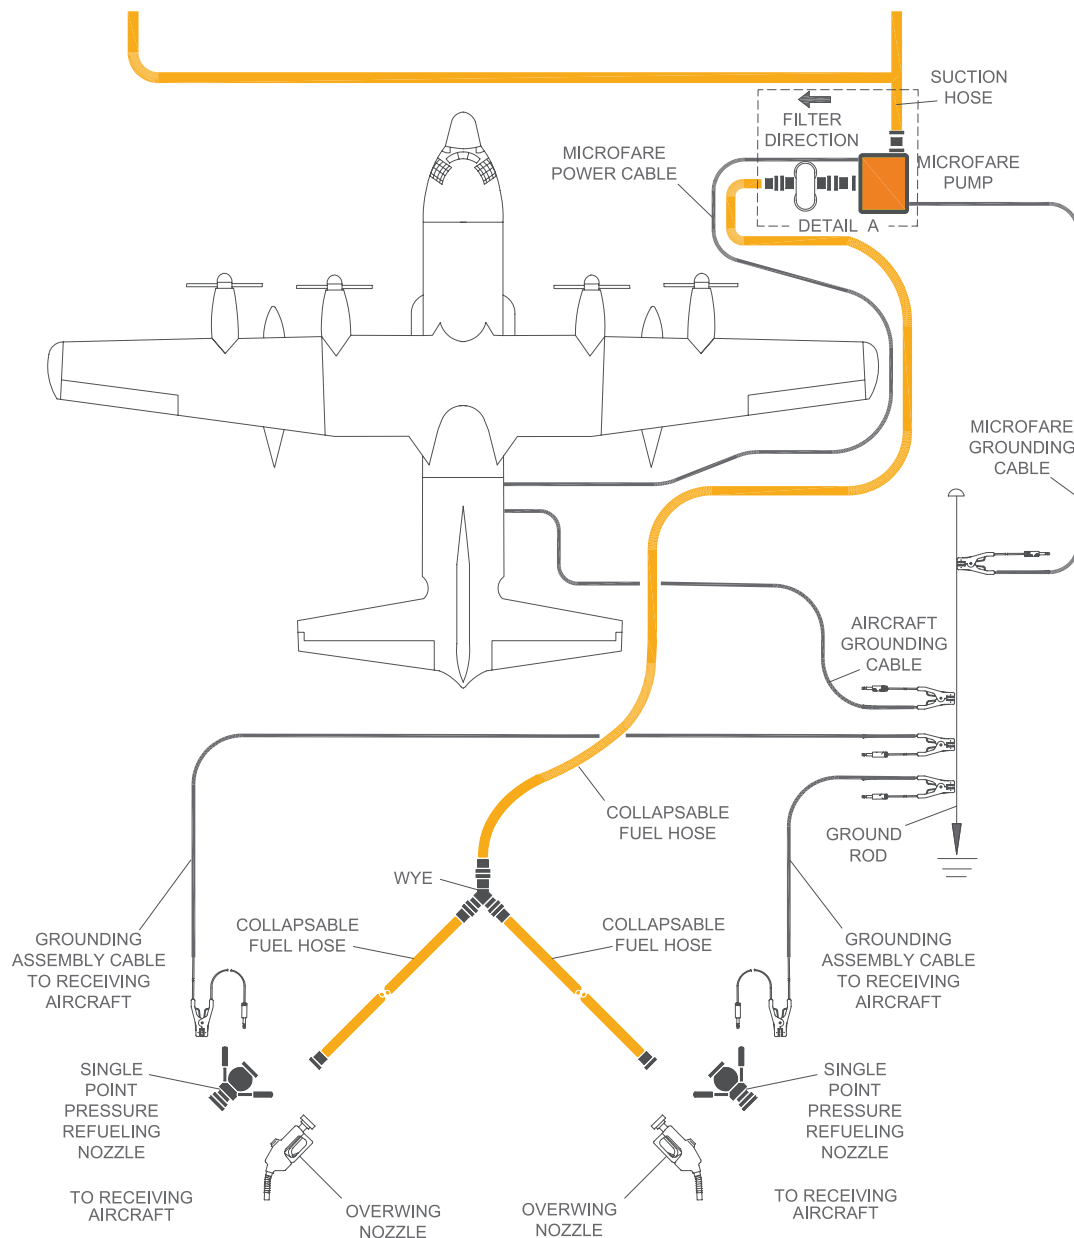 SUCTION
HOSE
FILTER
DIRECTION
MICROFARE
POWER CABLE
MICROFARE
PUMP
DETAIL A
MICROFARE
GROUNDING
CABLE
AIRCRAFT
GROUNDING
CABLE
COLLAPSABLE
FUEL HOSE
GROUND
ROD
WYE
COLLAPSABLE
FUEL HOSE
COLLAPSABLE
FUEL HOSE
GROUNDING
ASSEMBLY CABLE
TO RECEIVING
AIRCRAFT
GROUNDING
ASSEMBLY CABLE
TO RECEIVING
AIRCRAFT
SINGLE
POINT
PRESSURE
REFUELING
NOZZLE
SINGLE
POINT
PRESSURE
REFUELING
NOZZLE
TO RECEIVING
AIRCRAFT
OVERWING
NOZZLE
OVERWING
NOZZLE
TO RECEIVING
AIRCRAFT